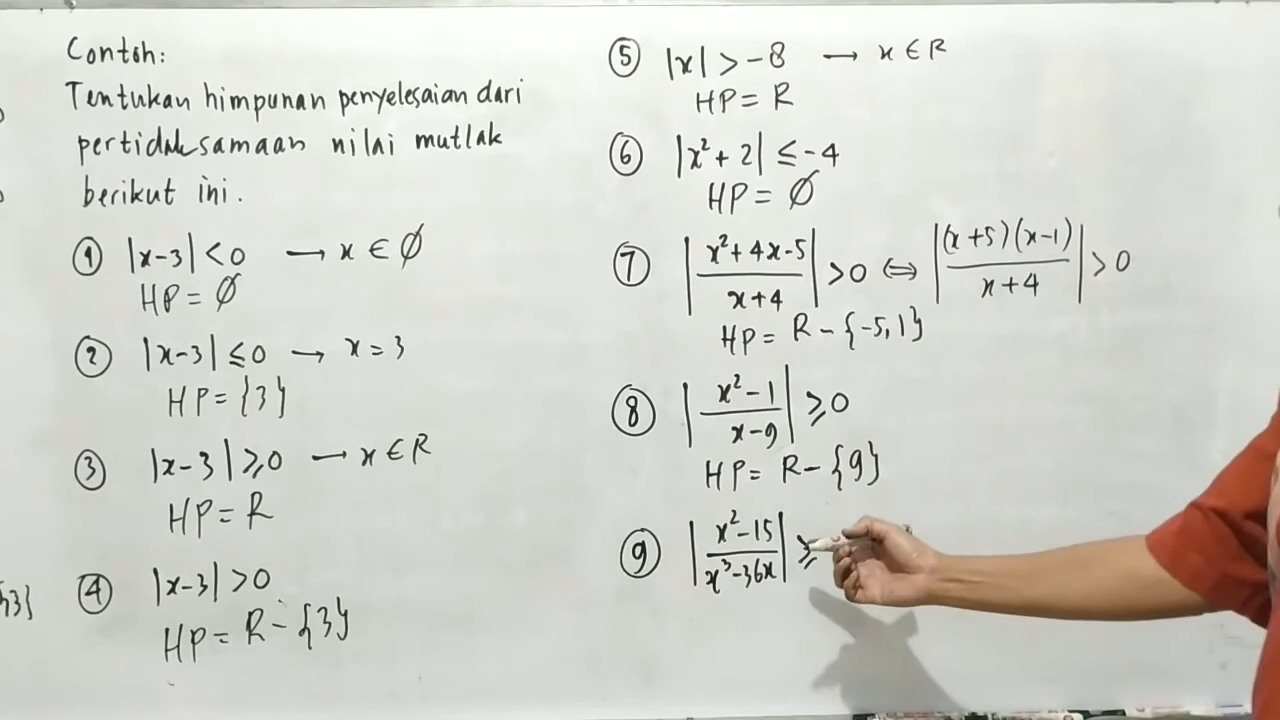 Contoh:
Tentukan himpunan penyelesaian dari
pertidaksamaan nilai mutlak
berikut ini.
① |x-3| < 0 → x ∈ ∅
HP = ∅
② |x-3| ≤ 0 → x = 3
HP = {3}
③ |x-3| ≥ 0 → x ∈ R
HP = R
④ |x-3| > 0
HP = R - {3}
⑤ |x| > -8 → x ∈ R
HP = R
⑥ |x² + 2| ≤ -4
HP = ∅
⑦ |(x² + 4x - 5)/(x + 4)| > 0 ⇔ |(x + 5)(x - 1)/(x + 4)| > 0
HP = R - {-5, 1}
⑧ |(x² - 1)/(x - 9)| ≥ 0
HP = R - {9}
⑨ |(x² - 15)/(x³ - 36x)| ≥
3}